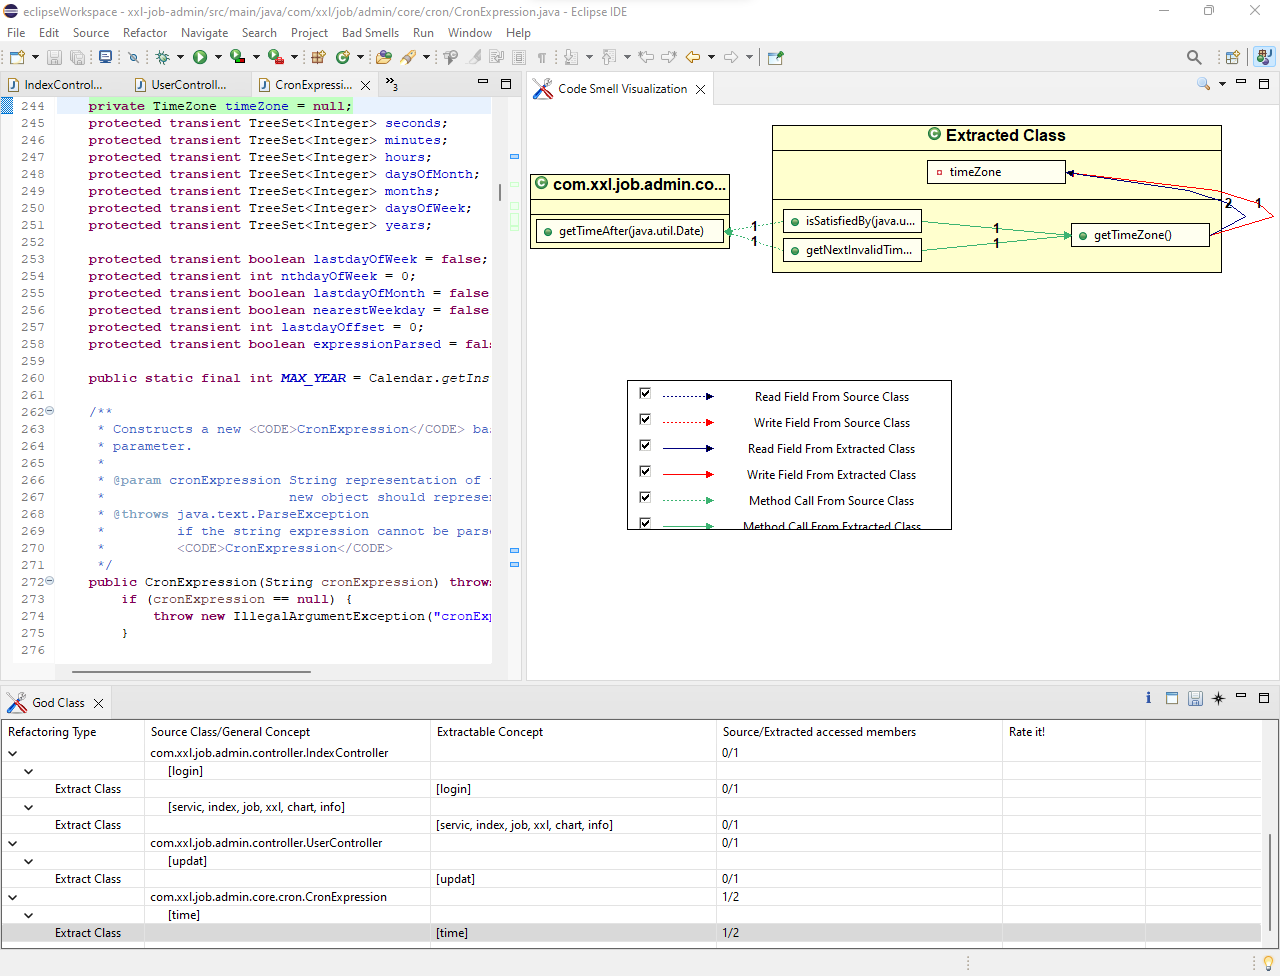 eclipseWorkspace - xxl-job-admin/src/main/java/com/xxl/job/admin/core/cron/CronExpression.java - Eclipse IDE
File Edit Source Refactor Navigate Search Project Bad Smells Run Window Help
IndexControl... UserControll... CronExpressi... »3
244 private TimeZone timeZone = null;
245 protected transient TreeSet<Integer> seconds;
246 protected transient TreeSet<Integer> minutes;
247 protected transient TreeSet<Integer> hours;
248 protected transient TreeSet<Integer> daysOfMonth;
249 protected transient TreeSet<Integer> months;
250 protected transient TreeSet<Integer> daysOfWeek;
251 protected transient TreeSet<Integer> years;
252
253 protected transient boolean lastdayOfWeek = false;
254 protected transient int nthdayOfWeek = 0;
255 protected transient boolean lastdayOfMonth = false
256 protected transient boolean nearestWeekday = false
257 protected transient int lastdayOffset = 0;
258 protected transient boolean expressionParsed = fal
259
260 public static final int MAX_YEAR = Calendar.getIns
261
262 /**
263 * Constructs a new <CODE>CronExpression</CODE> ba
264 * parameter.
265 *
266 * @param cronExpression String representation of
267 * new object should represe
268 * @throws java.text.ParseException
269 * if the string expression cannot be pars
270 * <CODE>CronExpression</CODE>
271 */
272 public CronExpression(String cronExpression) throws
273 if (cronExpression == null) {
274 throw new IllegalArgumentException("cronEx
275 }
276
Code Smell Visualization
Extracted Class
timeZone
com.xxl.job.admin.co...
getTimeAfter(java.util.Date)
isSatisfiedBy(java.u...
getNextInvalidTim...
getTimeZone()
1
1
1
1
2
1
Read Field From Source Class
Write Field From Source Class
Read Field From Extracted Class
Write Field From Extracted Class
Method Call From Source Class
Method Call From Extracted Class
God Class
Refactoring Type Source Class/General Concept Extractable Concept Source/Extracted accessed members Rate it!
com.xxl.job.admin.controller.IndexController 0/1
[login]
Extract Class [login] 0/1
[servic, index, job, xxl, chart, info]
Extract Class [servic, index, job, xxl, chart, info] 0/1
com.xxl.job.admin.controller.UserController 0/1
[updat]
Extract Class [updat] 0/1
com.xxl.job.admin.core.cron.CronExpression 1/2
[time]
Extract Class [time] 1/2